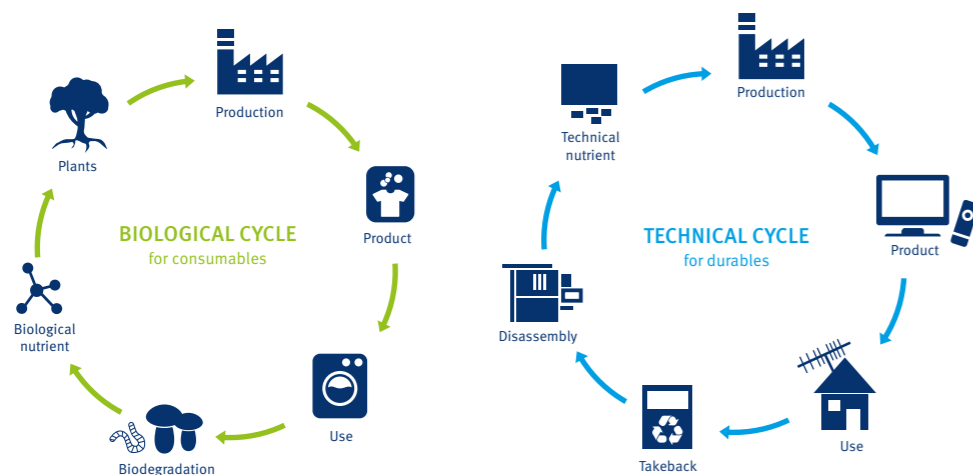 Production
Plants
Product
BIOLOGICAL CYCLE
for consumables
Biological
nutrient
Use
Biodegradation
Production
Technical
nutrient
Product
TECHNICAL CYCLE
for durables
Disassembly
Use
Takeback